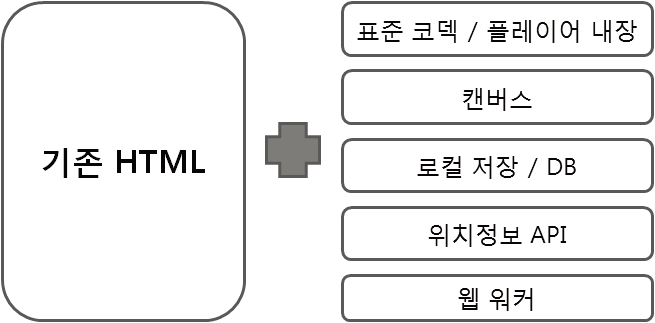 기존 HTML
표준 코덱 / 플레이어 내장
캔버스
로컬 저장 / DB
위치정보 API
웹 워커